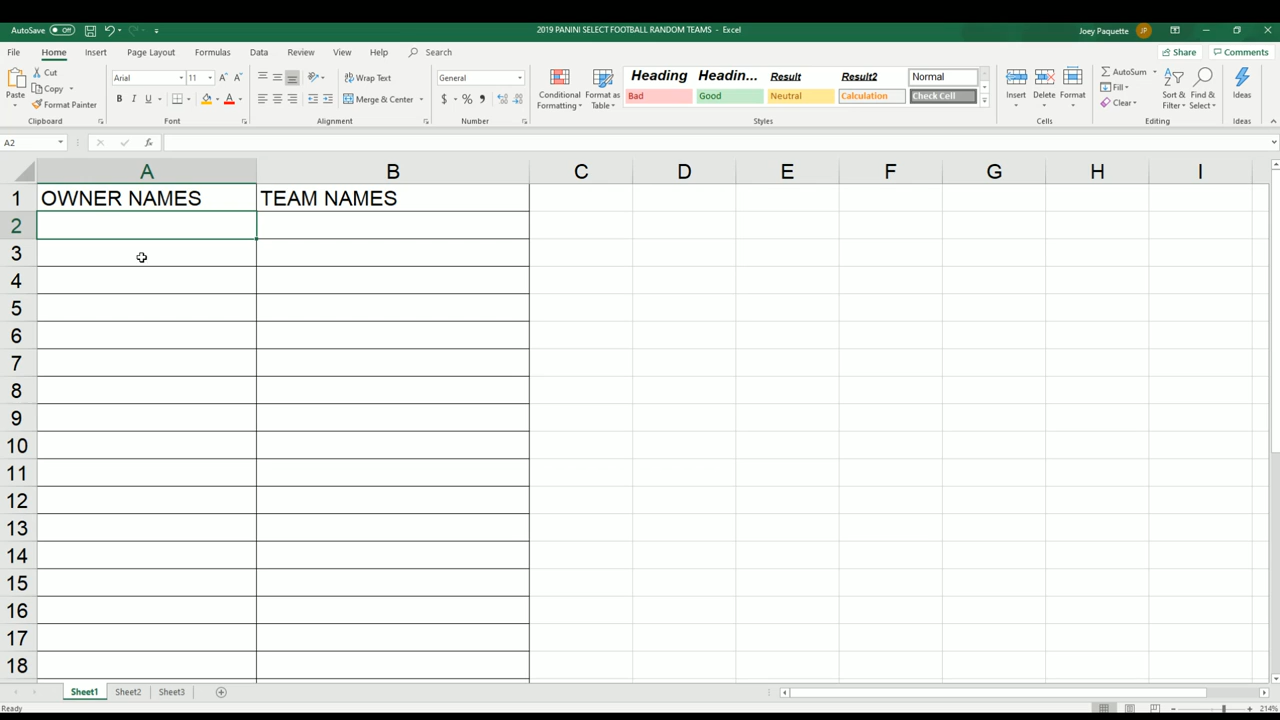 AutoSave Off 2019 PANINI SELECT FOOTBALL RANDOM TEAMS - Excel Joey Paquette JP
File Home Insert Page Layout Formulas Data Review View Help Search Share Comments
Paste Cut Copy Format Painter Clipboard
Arial 11 B I U A Font
Wrap Text Merge & Center Alignment
General $ % , Number
Conditional Formatting Format as Table
Heading Headin... Result Result2 Normal
Bad Good Neutral Calculation Check Cell
Styles
Insert Delete Format Cells
AutoSum Fill Clear Sort & Filter Find & Select Editing
Ideas Ideas
A2 fx
A B C D E F G H I
1 OWNER NAMES TEAM NAMES
2
3
4
5
6
7
8
9
10
11
12
13
14
15
16
17
18
Sheet1 Sheet2 Sheet3
Ready 214%